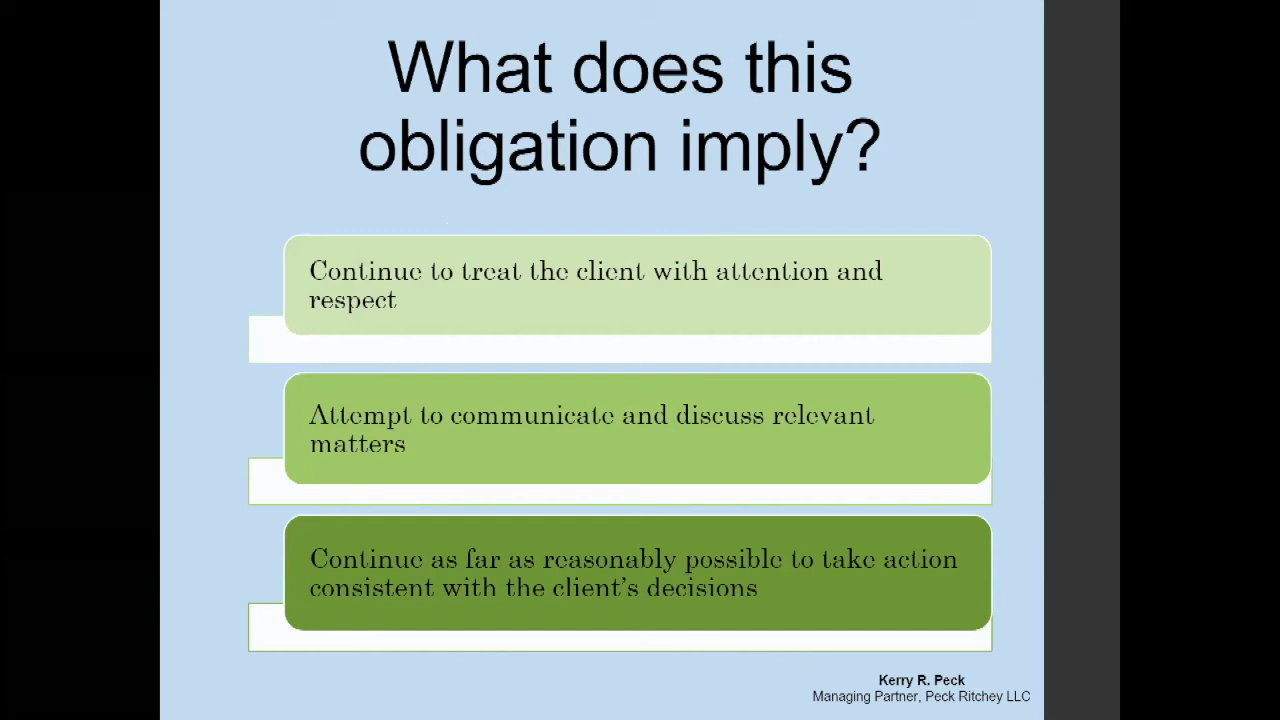 What does this
obligation imply?
Continue to treat the client with attention and
respect
Attempt to communicate and discuss relevant
matters
Continue as far as reasonably possible to take action
consistent with the client’s decisions
Kerry R. Peck
Managing Partner, Peck Ritchey LLC